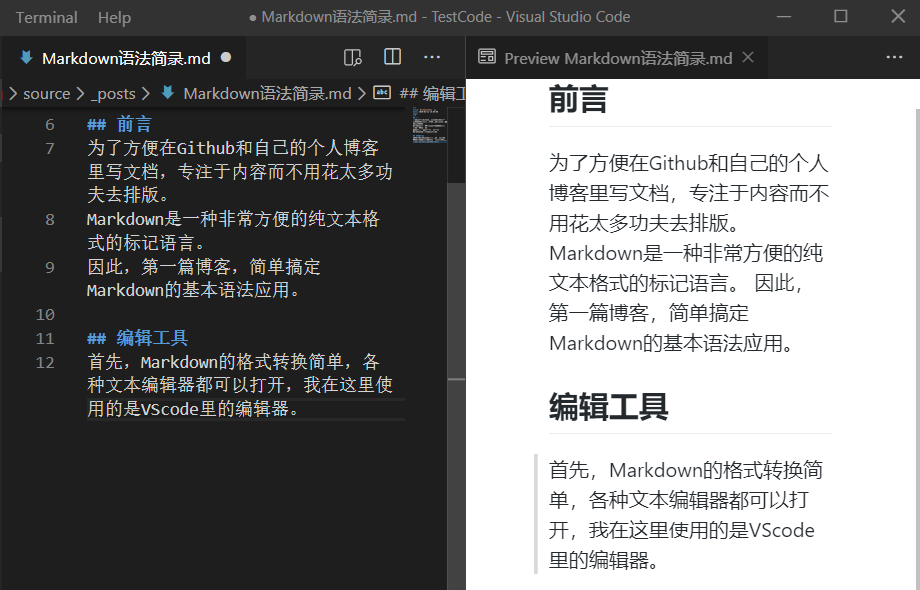 Terminal Help ● Markdown语法简录.md - TestCode - Visual Studio Code
Markdown语法简录.md ●
Preview Markdown语法简录.md
source > _posts > Markdown语法简录.md > ## 编辑工
6 ## 前言
7 为了方便在Github和自己的个人博客
里写文档，专注于内容而不用花太多功
夫去排版。
8 Markdown是一种非常方便的纯文本格
式的标记语言。
9 因此，第一篇博客，简单搞定
Markdown的基本语法应用。
10
11 ## 编辑工具
12 首先，Markdown的格式转换简单，各
种文本编辑器都可以打开，我在这里使
用的是VScode里的编辑器。
前言
为了方便在Github和自己的个人
博客里写文档，专注于内容而不
用花太多功夫去排版。
Markdown是一种非常方便的纯
文本格式的标记语言。 因此，
第一篇博客，简单搞定
Markdown的基本语法应用。
编辑工具
首先，Markdown的格式转换简
单，各种文本编辑器都可以打
开，我在这里使用的是VScode
里的编辑器。